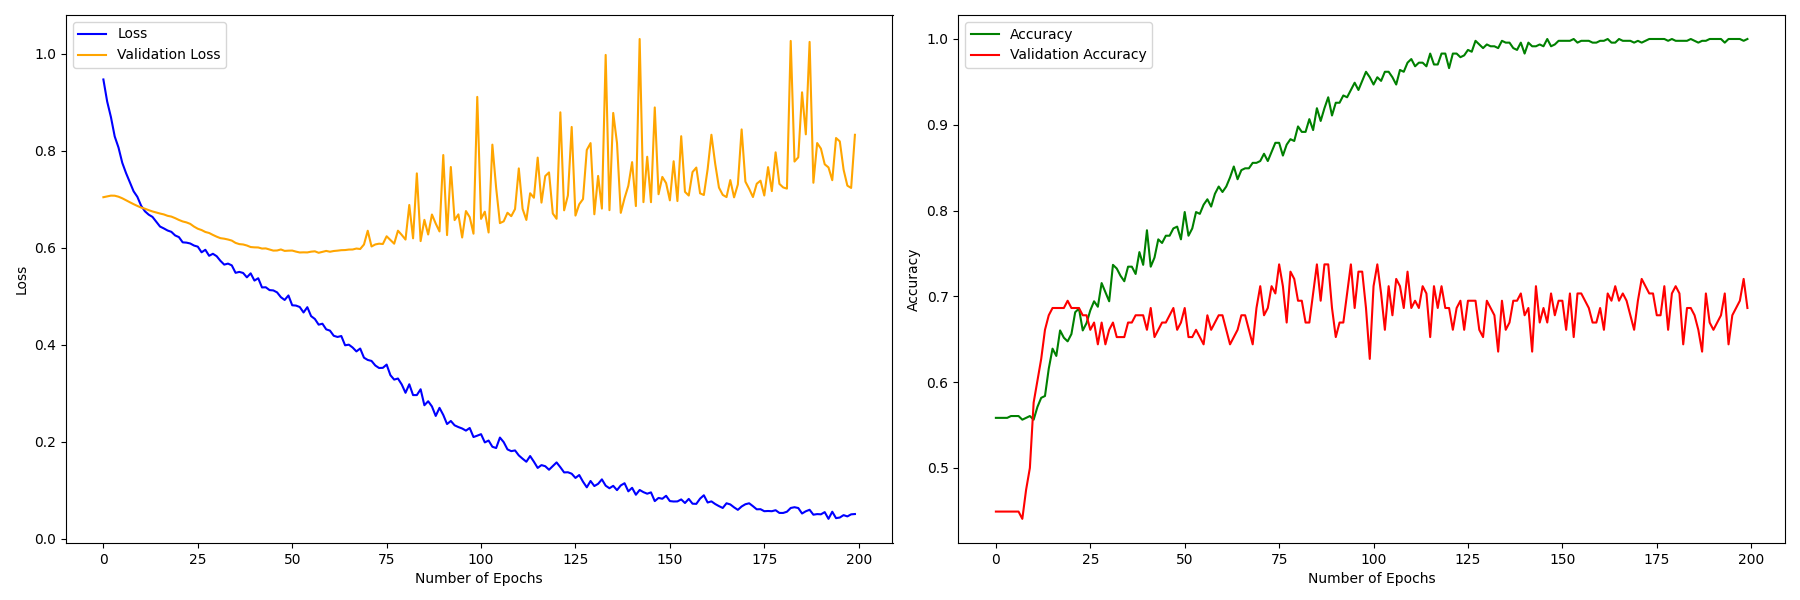 Loss
Validation Loss
1.0
0.8
0.6
0.4
0.2
0.0
Loss
0 25 50 75 100 125 150 175 200
Number of Epochs
Accuracy
Validation Accuracy
1.0
0.9
0.8
0.7
0.6
0.5
Accuracy
0 25 50 75 100 125 150 175 200
Number of Epochs